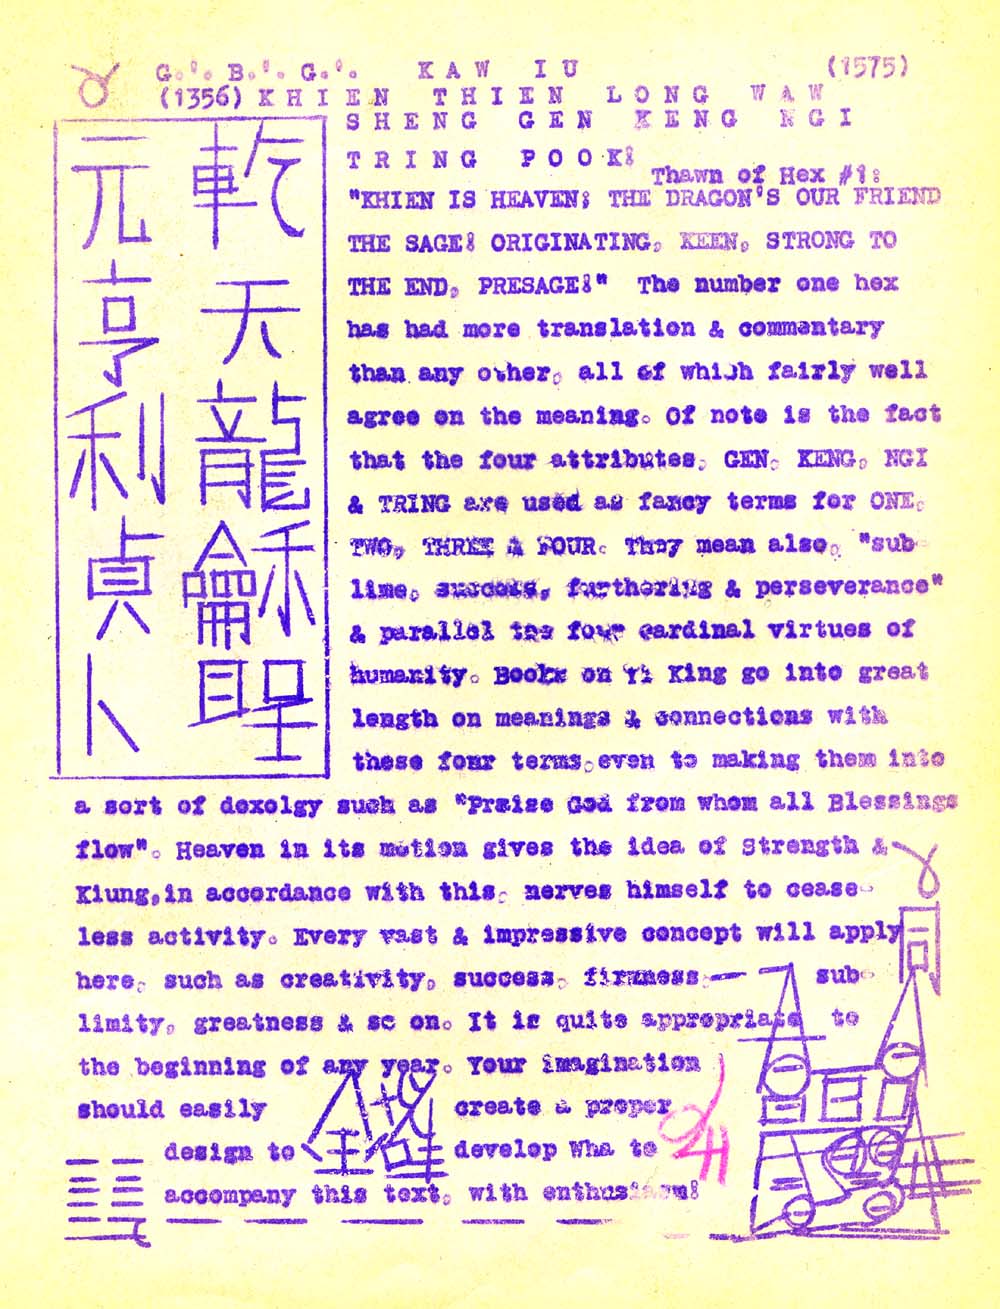 G.'. B.'. G.'. KAW IU (1575)
(1356) KHIEN THIEN LONG WAW
SHENG GEN KENG NGI
TRING POOK!
Thawn of Hex #1:
"KHIEN IS HEAVEN; THE DRAGON'S OUR FRIEND
THE SAGE! ORIGINATING, KEEN, STRONG TO
THE END, PRESAGE!" The number one hex
has had more translation & commentary
than any other, all of which fairly well
agree on the meaning. Of note is the fact
that the four attributes, GEN, KENG, NGI
& TRING are used as fancy terms for ONE,
TWO, THREE & FOUR. They mean also, "sub-
lime, success, furthering & perseverance"
& parallel the four cardinal virtues of
humanity. Books on Yi King go into great
length on meanings & connections with
these four terms,even to making them into
a sort of doxolgy such as "Praise God from whom all Blessings
flow". Heaven in its motion gives the idea of Strength &
Kiung,in accordance with this, nerves himself to cease-
less activity. Every vast & impressive concept will apply
here, such as creativity, success, firmness, sub-
limity, greatness & so on. It is quite appropriate to
the beginning of any year. Your imagination
should easily create a proper
design to develop Wha to
accompany this text, with enthusiasm!
乾天龍龢聖
元亨利貞卜